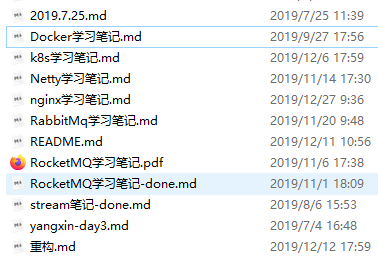 2019.7.25.md 2019/7/25 11:39
Docker学习笔记.md 2019/9/27 17:56
k8s学习笔记.md 2019/12/6 17:59
Netty学习笔记.md 2019/11/14 17:30
nginx学习笔记.md 2019/12/27 9:36
RabbitMq学习笔记.md 2019/11/20 9:48
README.md 2019/12/11 10:56
RocketMQ学习笔记.pdf 2019/11/6 17:38
RocketMQ学习笔记-done.md 2019/11/1 18:09
stream笔记-done.md 2019/8/6 15:53
yangxin-day3.md 2019/7/4 16:48
重构.md 2019/12/12 17:59